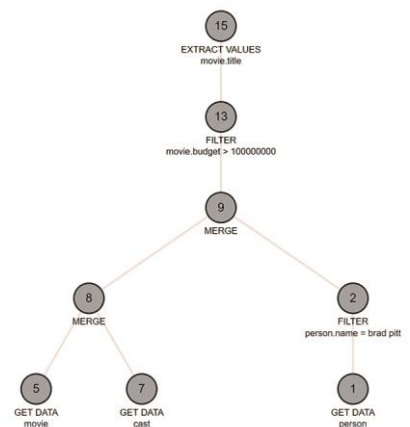 15
EXTRACT VALUES
movie.title
13
FILTER
movie.budget > 100000000
9
MERGE
8
MERGE
2
FILTER
person.name = brad pitt
5
GET DATA
movie
7
GET DATA
cast
1
GET DATA
person